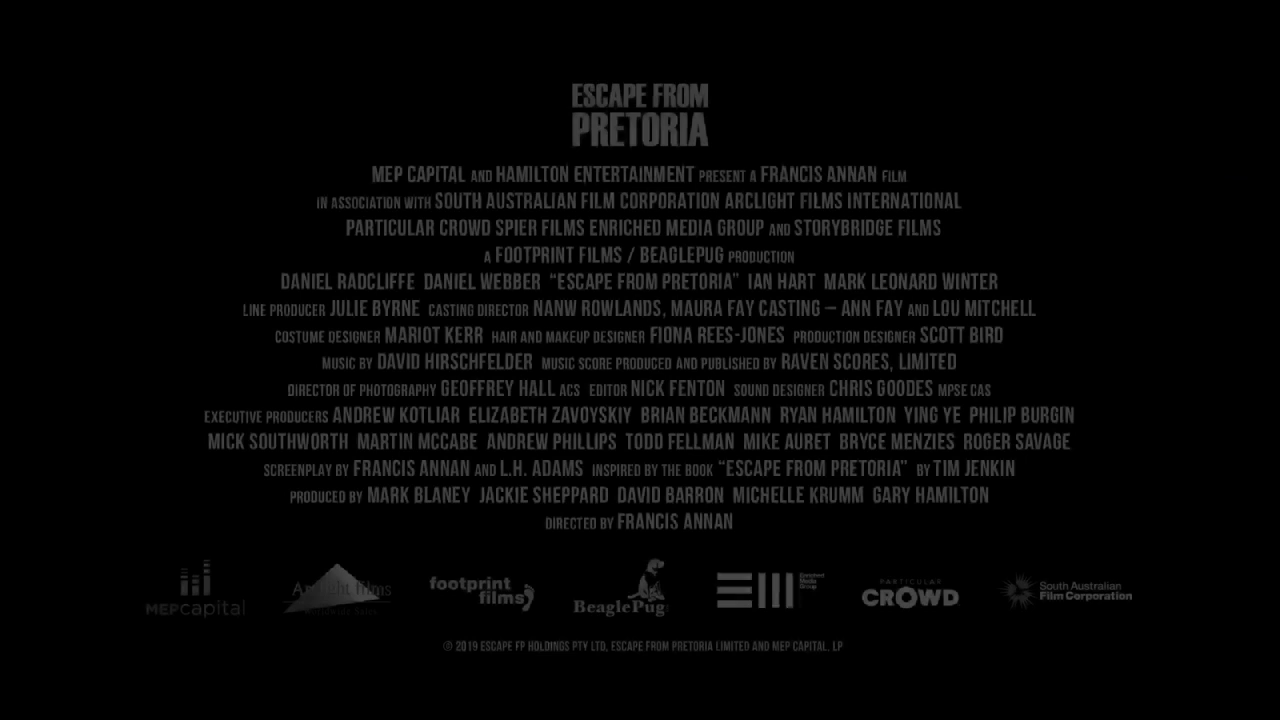 ESCAPE FROM
PRETORIA
MEP CAPITAL AND HAMILTON ENTERTAINMENT PRESENT A FRANCIS ANNAN FILM
IN ASSOCIATION WITH SOUTH AUSTRALIAN FILM CORPORATION ARCLIGHT FILMS INTERNATIONAL
PARTICULAR CROWD SPIER FILMS ENRICHED MEDIA GROUP AND STORYBRIDGE FILMS
A FOOTPRINT FILMS / BEAGLEPUG PRODUCTION
DANIEL RADCLIFFE DANIEL WEBBER “ESCAPE FROM PRETORIA” IAN HART MARK LEONARD WINTER
LINE PRODUCER JULIE BYRNE CASTING DIRECTOR NANW ROWLANDS, MAURA FAY CASTING – ANN FAY AND LOU MITCHELL
COSTUME DESIGNER MARIOT KERR HAIR AND MAKEUP DESIGNER FIONA REES-JONES PRODUCTION DESIGNER SCOTT BIRD
MUSIC BY DAVID HIRSCHFELDER MUSIC SCORE PRODUCED AND PUBLISHED BY RAVEN SCORES, LIMITED
DIRECTOR OF PHOTOGRAPHY GEOFFREY HALL ACS EDITOR NICK FENTON SOUND DESIGNER CHRIS GOODES MPSE CAS
EXECUTIVE PRODUCERS ANDREW KOTLIAR ELIZABETH ZAVOYSKIY BRIAN BECKMANN RYAN HAMILTON YING YE PHILIP BURGIN
MICK SOUTHWORTH MARTIN MCCABE ANDREW PHILLIPS TODD FELLMAN MIKE AURET BRYCE MENZIES ROGER SAVAGE
SCREENPLAY BY FRANCIS ANNAN AND L.H. ADAMS INSPIRED BY THE BOOK “ESCAPE FROM PRETORIA” BY TIM JENKIN
PRODUCED BY MARK BLANEY JACKIE SHEPPARD DAVID BARRON MICHELLE KRUMM GARY HAMILTON
DIRECTED BY FRANCIS ANNAN
MEPcapital
Arclight films
footprint
films
BeaglePug
EM
Enriched
Media
Group
PARTICULAR
CROWD
South Australian
Film Corporation
© 2019 ESCAPE FP HOLDINGS PTY LTD, ESCAPE FROM PRETORIA LIMITED AND MEP CAPITAL, LP